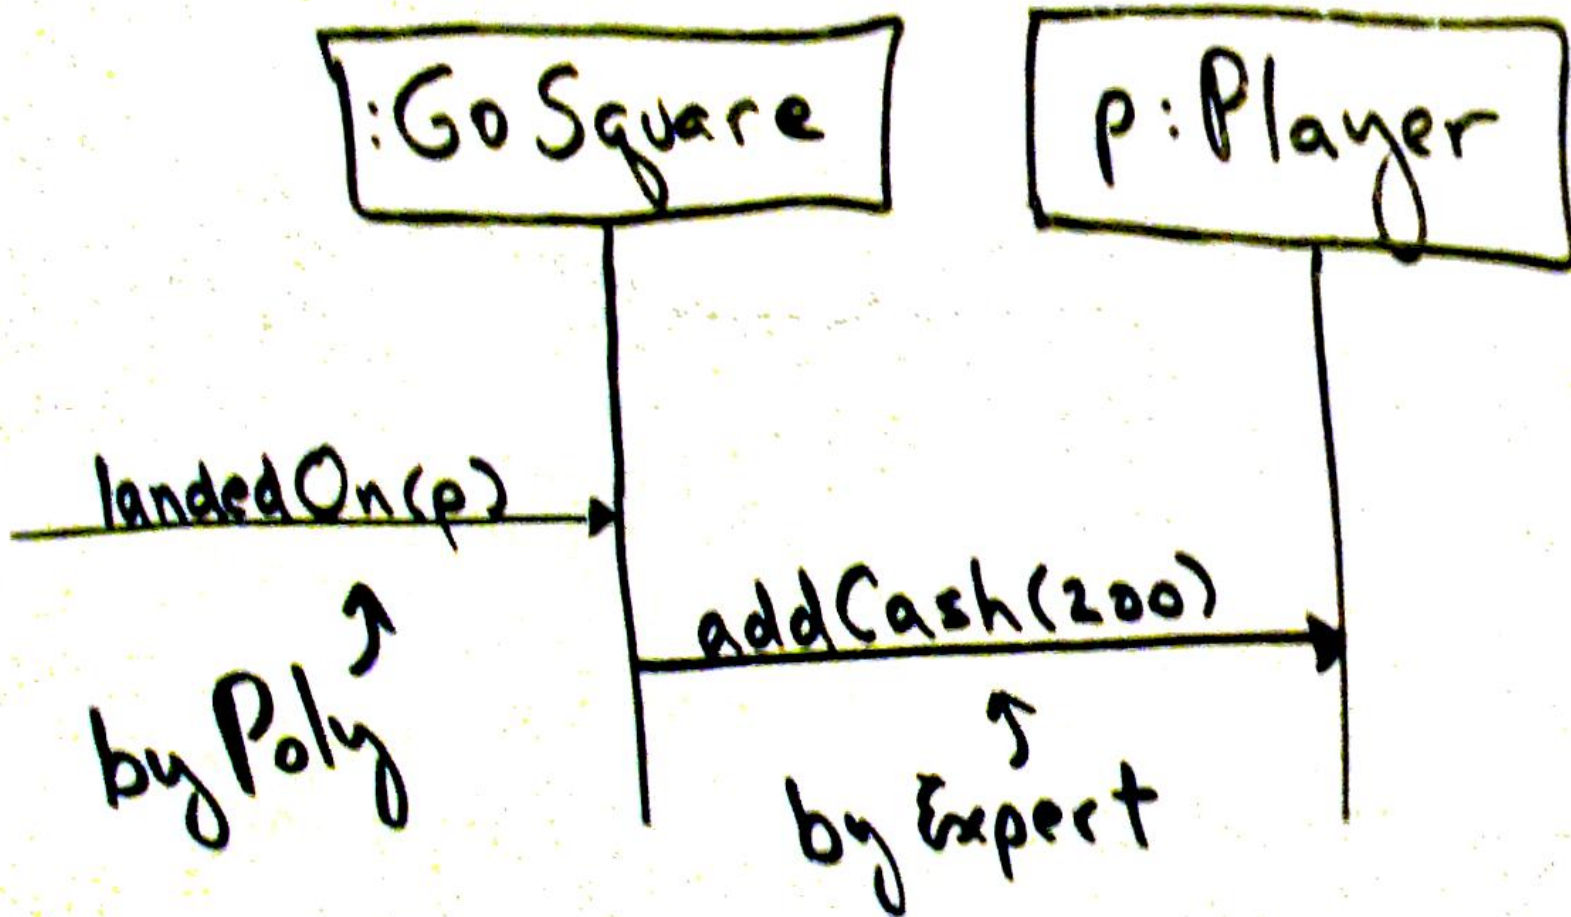 :GoSquare
p:Player
landedOn(p)
addCash(200)
by Poly
by Expert